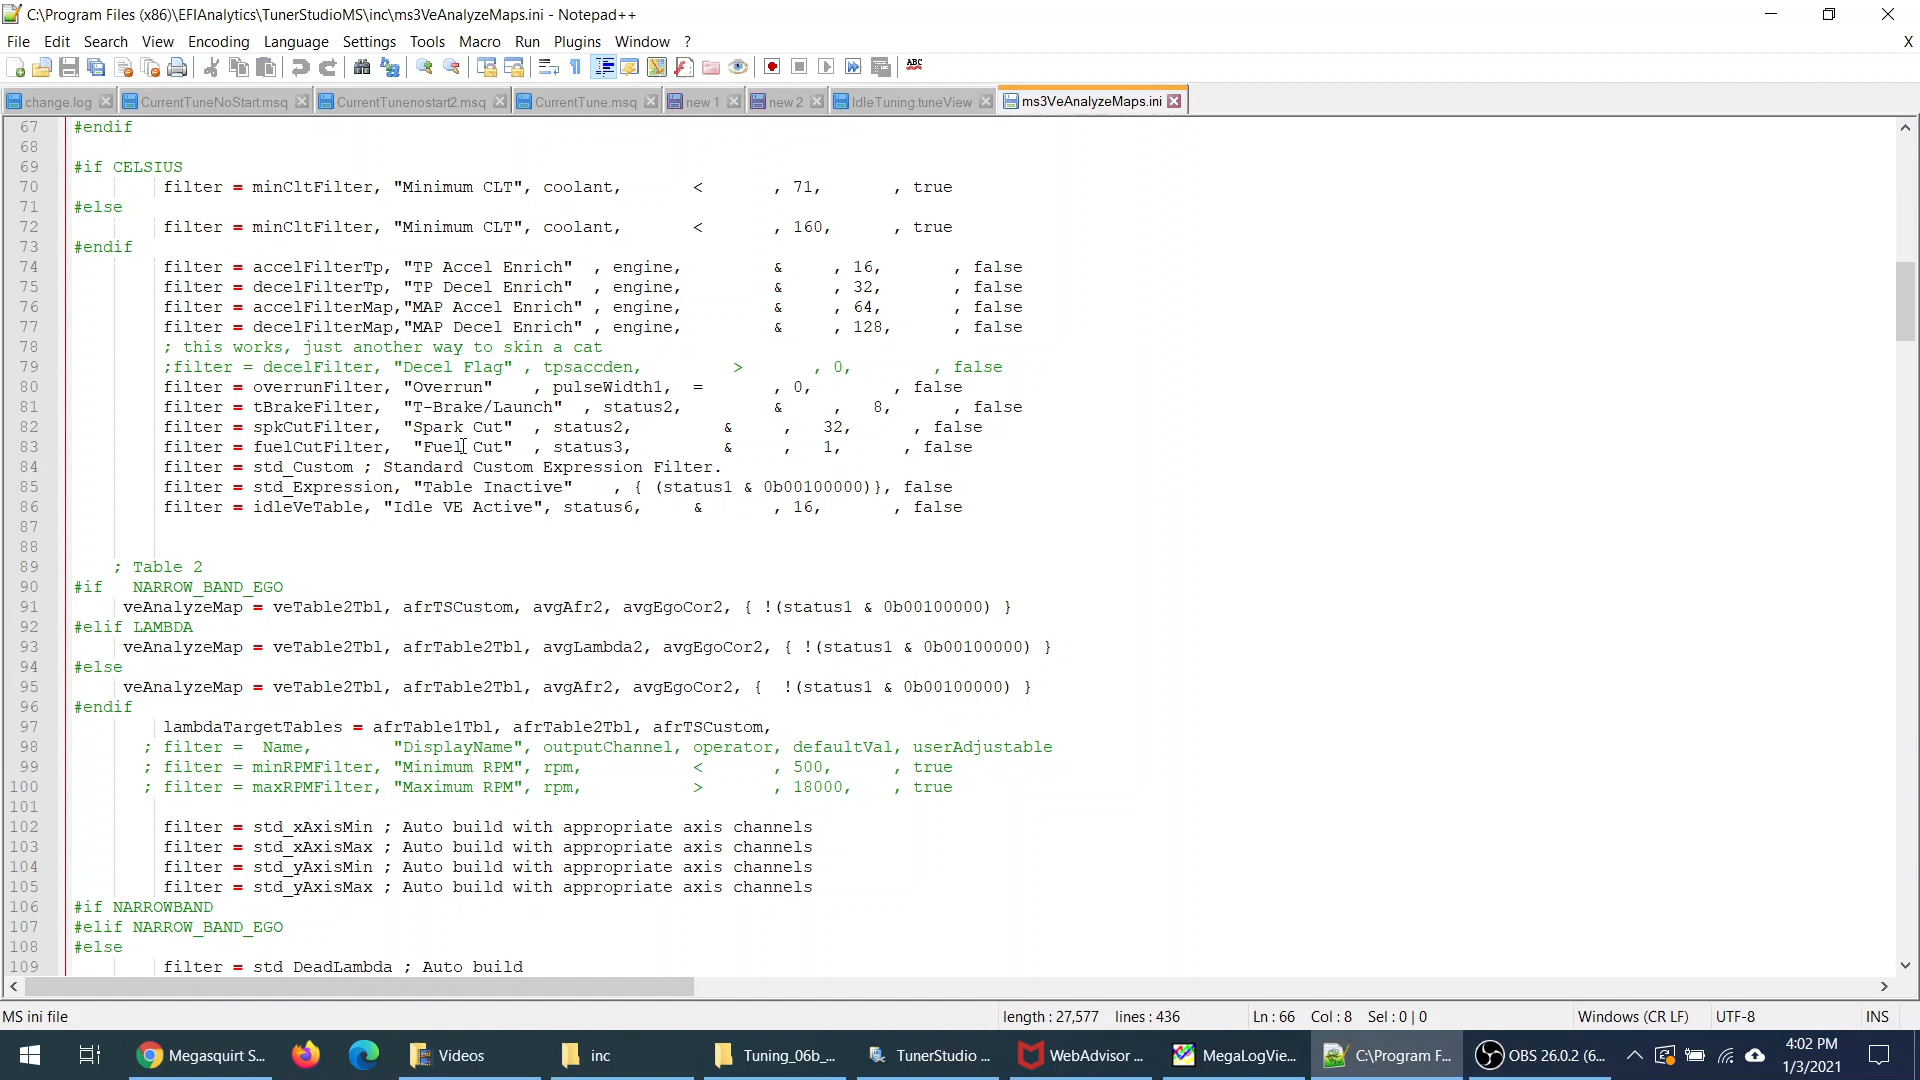 C:\Program Files (x86)\EFIAnalytics\TunerStudioMS\inc\ms3VeAnalyzeMaps.ini - Notepad++
File Edit Search View Encoding Language Settings Tools Macro Run Plugins Window ? X
ABC
change.log CurrentTuneNoStart.msq CurrentTunenostart2.msq CurrentTune.msq new 1 new 2 IdleTuning.tuneView ms3VeAnalyzeMaps.ini
67 #endif
68
69 #if CELSIUS
70 filter = minCltFilter, "Minimum CLT", coolant, < , 71, , true
71 #else
72 filter = minCltFilter, "Minimum CLT", coolant, < , 160, , true
73 #endif
74 filter = accelFilterTp, "TP Accel Enrich" , engine, & , 16, , false
75 filter = decelFilterTp, "TP Decel Enrich" , engine, & , 32, , false
76 filter = accelFilterMap,"MAP Accel Enrich" , engine, & , 64, , false
77 filter = decelFilterMap,"MAP Decel Enrich" , engine, & , 128, , false
78 ; this works, just another way to skin a cat
79 ;filter = decelFilter, "Decel Flag" , tpsaccden, > , 0, , false
80 filter = overrunFilter, "Overrun" , pulseWidth1, = , 0, , false
81 filter = tBrakeFilter, "T-Brake/Launch" , status2, & , 8, , false
82 filter = spkCutFilter, "Spark Cut" , status2, & , 32, , false
83 filter = fuelCutFilter, "Fuel Cut" , status3, & , 1, , false
84 filter = std_Custom ; Standard Custom Expression Filter.
85 filter = std_Expression, "Table Inactive" , { (status1 & 0b00100000)}, false
86 filter = idleVeTable, "Idle VE Active", status6, & , 16, , false
87
88
89 ; Table 2
90 #if NARROW_BAND_EGO
91 veAnalyzeMap = veTable2Tbl, afrTSCustom, avgAfr2, avgEgoCor2, { !(status1 & 0b00100000) }
92 #elif LAMBDA
93 veAnalyzeMap = veTable2Tbl, afrTable2Tbl, avgLambda2, avgEgoCor2, { !(status1 & 0b00100000) }
94 #else
95 veAnalyzeMap = veTable2Tbl, afrTable2Tbl, avgAfr2, avgEgoCor2, { !(status1 & 0b00100000) }
96 #endif
97 lambdaTargetTables = afrTable1Tbl, afrTable2Tbl, afrTSCustom,
98 ; filter = Name, "DisplayName", outputChannel, operator, defaultVal, userAdjustable
99 ; filter = minRPMFilter, "Minimum RPM", rpm, < , 500, , true
100 ; filter = maxRPMFilter, "Maximum RPM", rpm, > , 18000, , true
101
102 filter = std_xAxisMin ; Auto build with appropriate axis channels
103 filter = std_xAxisMax ; Auto build with appropriate axis channels
104 filter = std_yAxisMin ; Auto build with appropriate axis channels
105 filter = std_yAxisMax ; Auto build with appropriate axis channels
106 #if NARROWBAND
107 #elif NARROW_BAND_EGO
108 #else
109 filter = std_DeadLambda ; Auto build
MS ini file length : 27,577 lines : 436 Ln : 66 Col : 8 Sel : 0 | 0 Windows (CR LF) UTF-8 INS
Megasquirt S... Videos inc Tuning_06b_... TunerStudio ... WebAdvisor ... MegaLogVie... C:\Program F... OBS 26.0.2 (6... 4:02 PM
1/3/2021